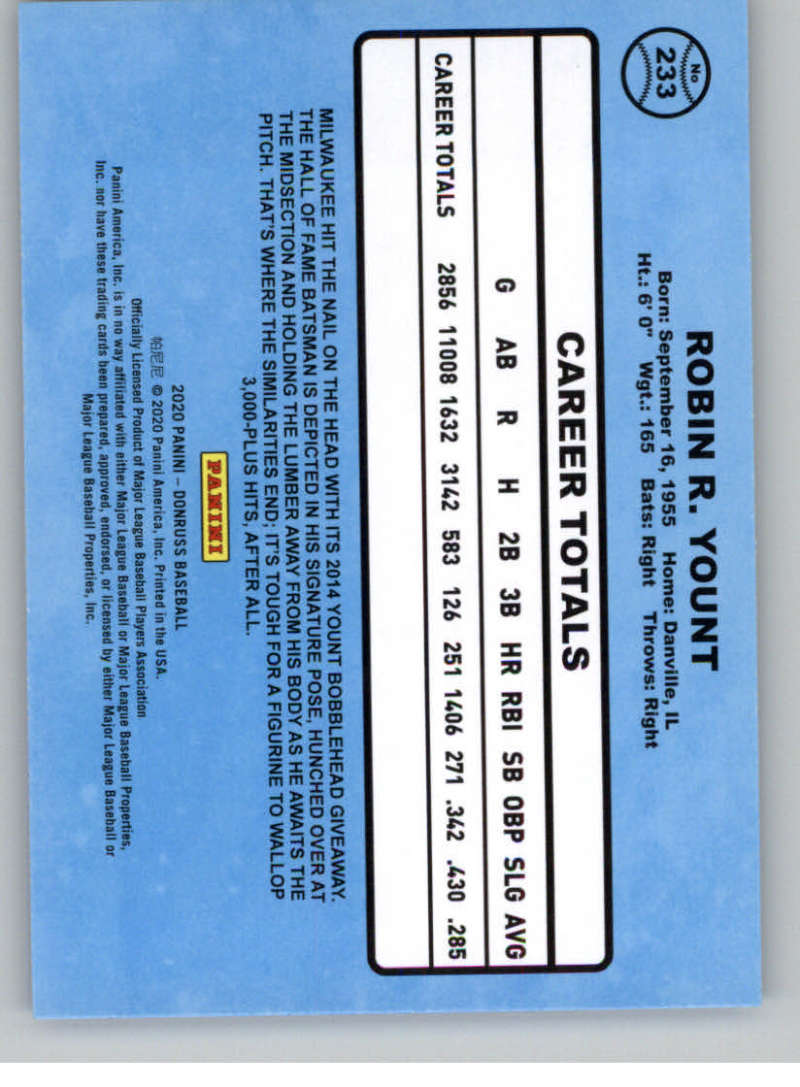 No
233
ROBIN R. YOUNT
Born: September 16, 1955 Home: Danville, IL
Ht.: 6' 0" Wgt.: 165 Bats: Right Throws: Right
CAREER TOTALS
G AB R H 2B 3B HR RBI SB OBP SLG AVG
CAREER TOTALS 2856 11008 1632 3142 583 126 251 1406 271 .342 .430 .285
MILWAUKEE HIT THE NAIL ON THE HEAD WITH ITS 2014 YOUNT BOBBLEHEAD GIVEAWAY.
THE HALL OF FAME BATSMAN IS DEPICTED IN HIS SIGNATURE POSE, HUNCHED OVER AT
THE MIDSECTION AND HOLDING THE LUMBER AWAY FROM HIS BODY AS HE AWAITS THE
PITCH. THAT'S WHERE THE SIMILARITIES END; IT'S TOUGH FOR A FIGURINE TO WALLOP
3,000-PLUS HITS, AFTER ALL.
PANINI
2020 PANINI – DONRUSS BASEBALL
帕尼尼 © 2020 Panini America, Inc. Printed in the USA.
Officially Licensed Product of Major League Baseball Players Association
Panini America, Inc. is in no way affiliated with either Major League Baseball or Major League Baseball Properties,
Inc. nor have these trading cards been prepared, approved, endorsed, or licensed by either Major League Baseball or
Major League Baseball Properties, Inc.